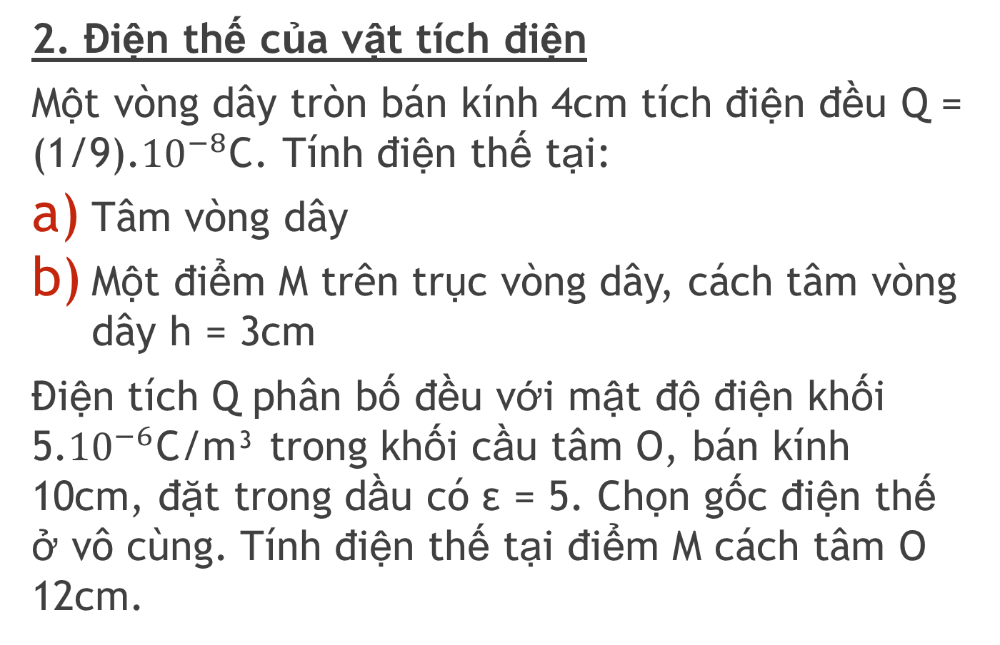 2. Điện thế của vật tích điện
Một vòng dây tròn bán kính 4cm tích điện đều Q =
(1/9).10⁻⁸C. Tính điện thế tại:
a) Tâm vòng dây
b) Một điểm M trên trục vòng dây, cách tâm vòng
dây h = 3cm
Điện tích Q phân bố đều với mật độ điện khối
5.10⁻⁶C/m³ trong khối cầu tâm O, bán kính
10cm, đặt trong dầu có ε = 5. Chọn gốc điện thế
ở vô cùng. Tính điện thế tại điểm M cách tâm O
12cm.